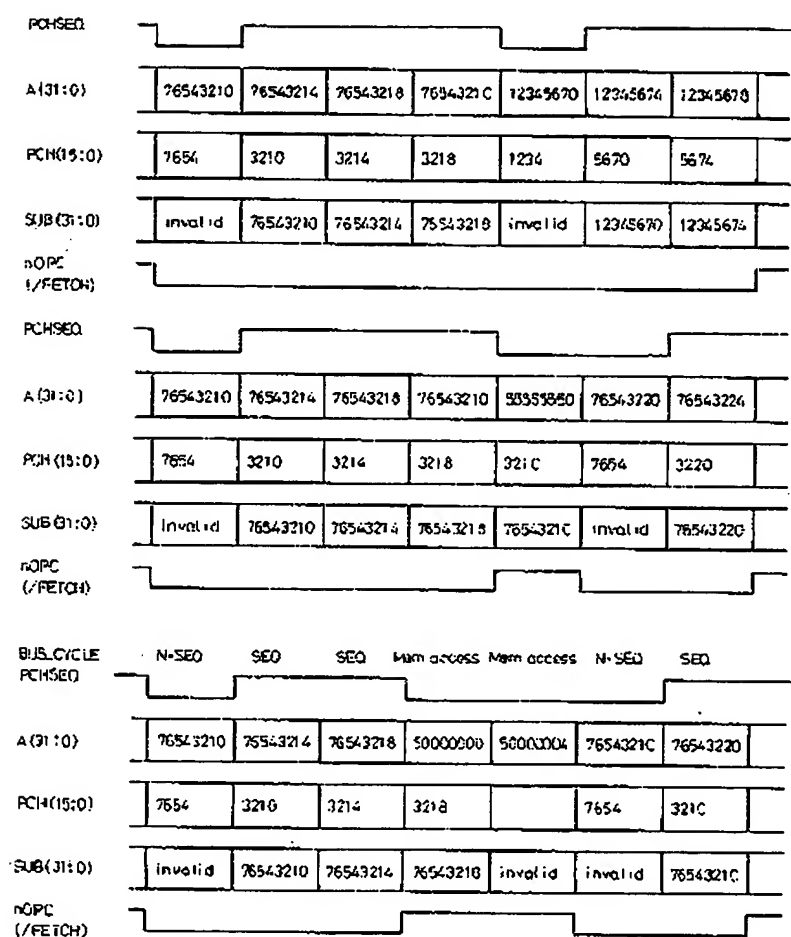 PCHSEQ
A(31:0) 76543210 76543214 76543218 7654321C 12345670 12345674 12345678
PCH(15:0) 7654 3210 3214 3218 1234 5670 5674
SUB(31:0) invalid 76543210 76543214 76543218 invalid 12345670 12345674
nOPC
(/FETCH)
PCHSEQ
A(31:0) 76543210 76543214 76543218 76543210 55555550 76543220 76543224
PCH(15:0) 7654 3210 3214 3218 321C 7654 3220
SUB(31:0) Invalid 76543210 76543214 76543218 7654321C invalid 76543220
nOPC
(/FETCH)
BUS_CYCLE N-SEQ SEQ SEQ Mem access Mem access N-SEQ SEQ
PCHSEQ
A(31:0) 76543210 76543214 76543218 50000000 50000004 7654321C 76543220
PCH(15:0) 7654 3210 3214 3218 7654 321C
SUB(31:0) invalid 76543210 76543214 76543218 invalid invalid 7654321C
nOPC
(/FETCH)